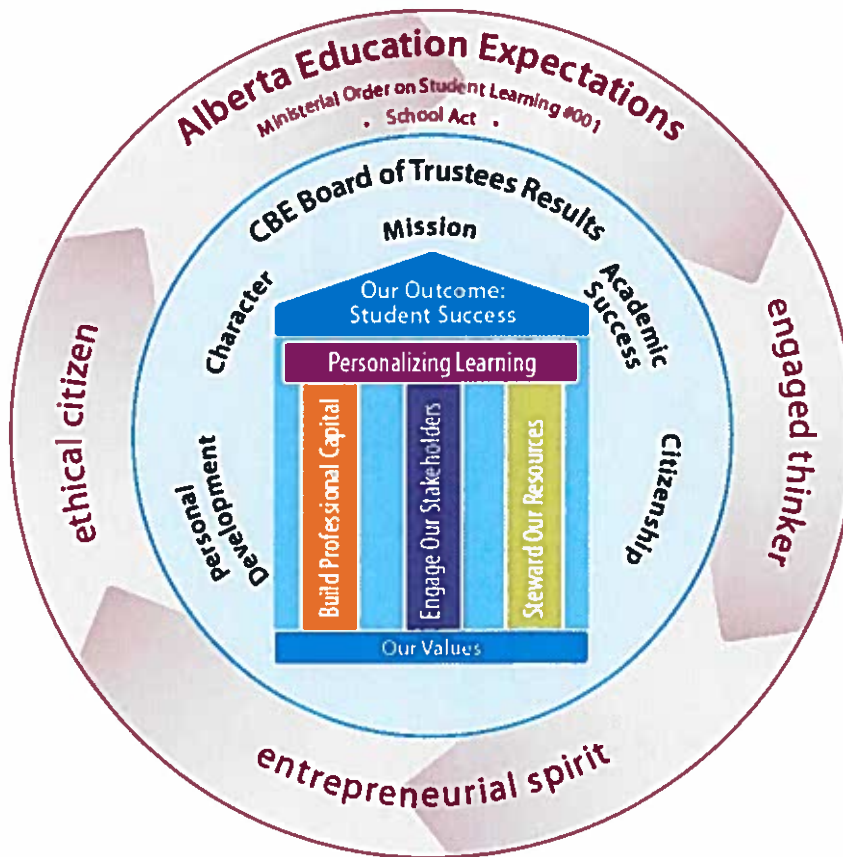 Alberta Education Expectations
Ministerial Order on Student Learning #001
• School Act •
CBE Board of Trustees Results
Mission
Character
Academic
Success
Personal
Development
Citizenship
Our Outcome:
Student Success
Personalizing Learning
Build Professional Capital
Engage Our Stakeholders
Steward Our Resources
Our Values
ethical citizen
engaged thinker
entrepreneurial spirit